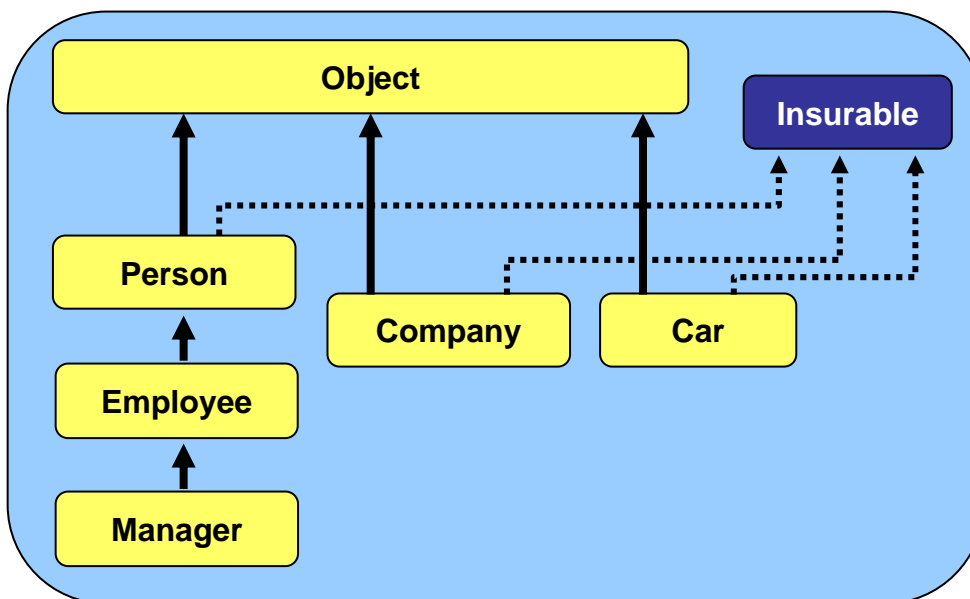 Object
Insurable
Person
Company
Car
Employee
Manager